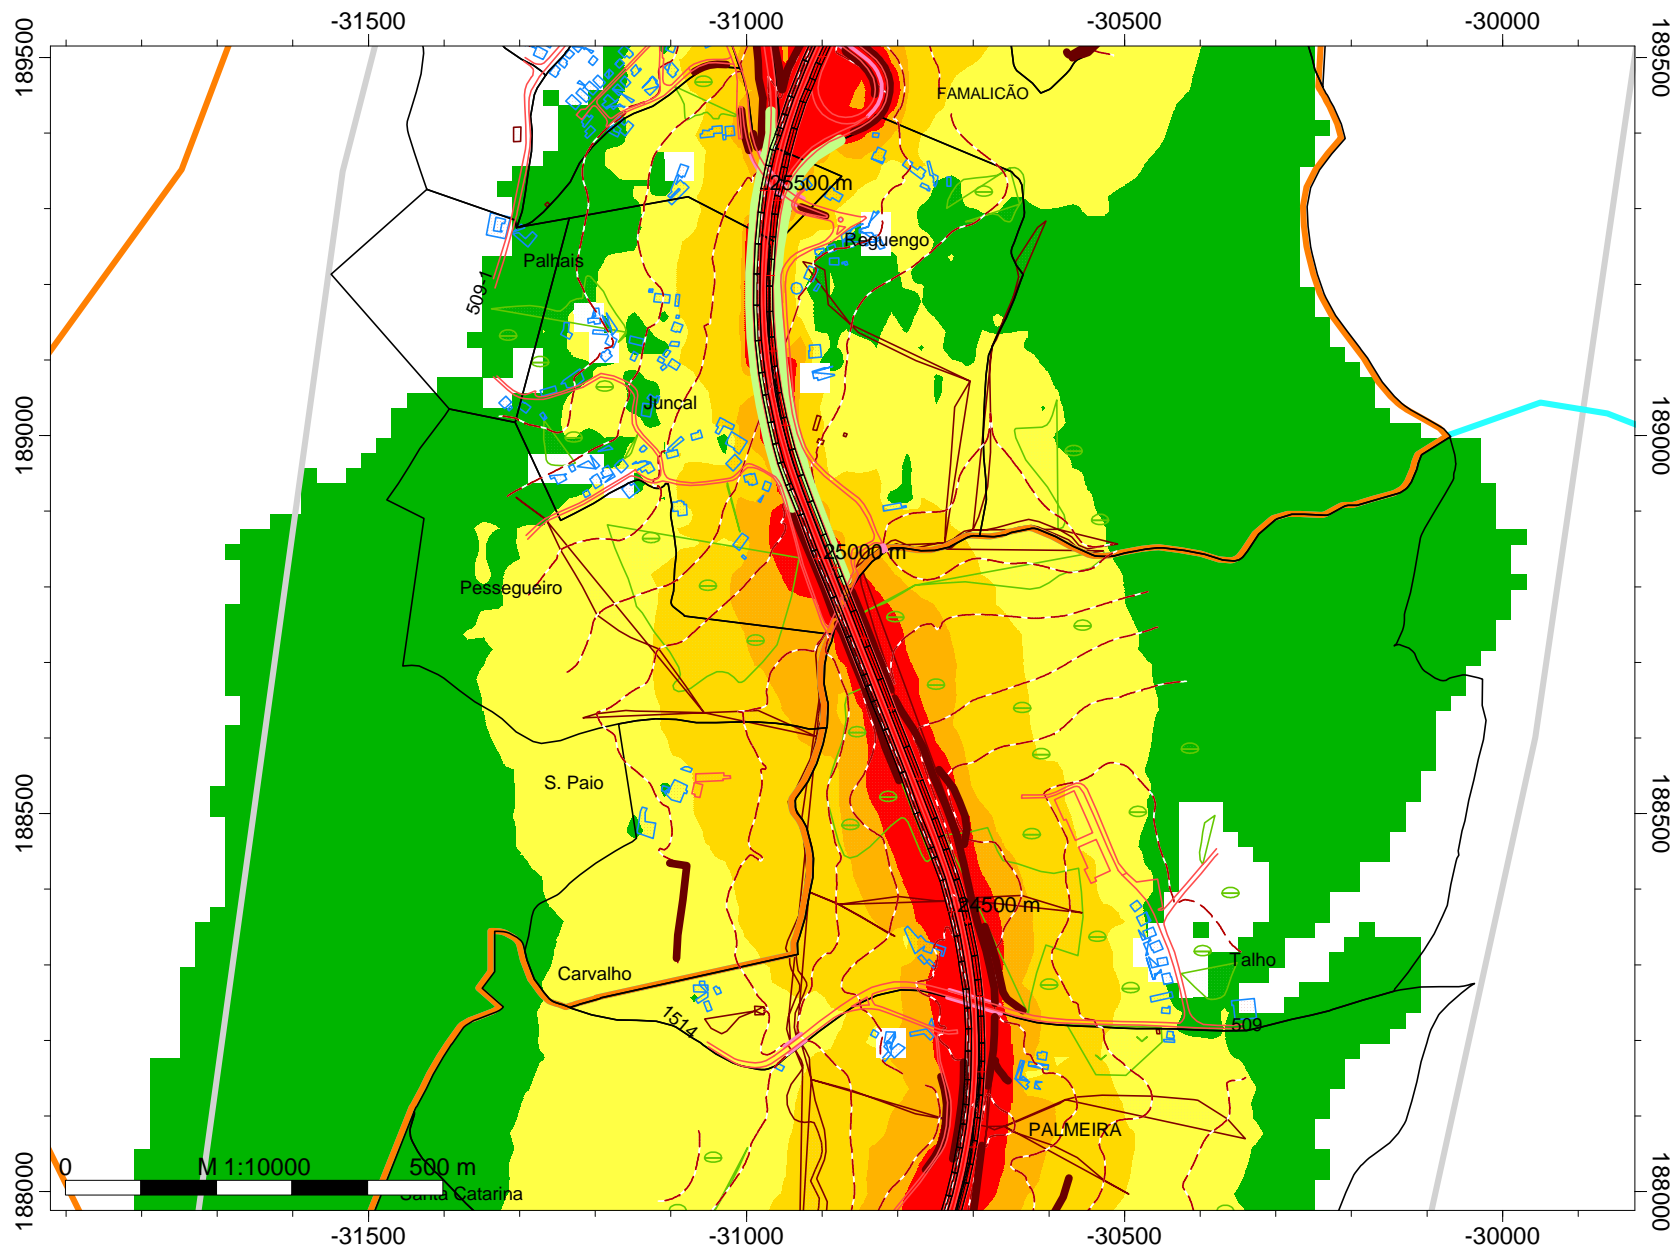 -31500
-31000
-30500
-30000
189500
189500
FAMALICÃO
25500 m
Reguengo
Palhais
509-1
Juncal
189000
189000
25000 m
Pessegueiro
S. Paio
188500
188500
24500 m
Talho
Carvalho
1514
509
PALMEIRA
0
M 1:10000
500 m
Santa Catarina
188000
188000
-31500
-31000
-30500
-30000